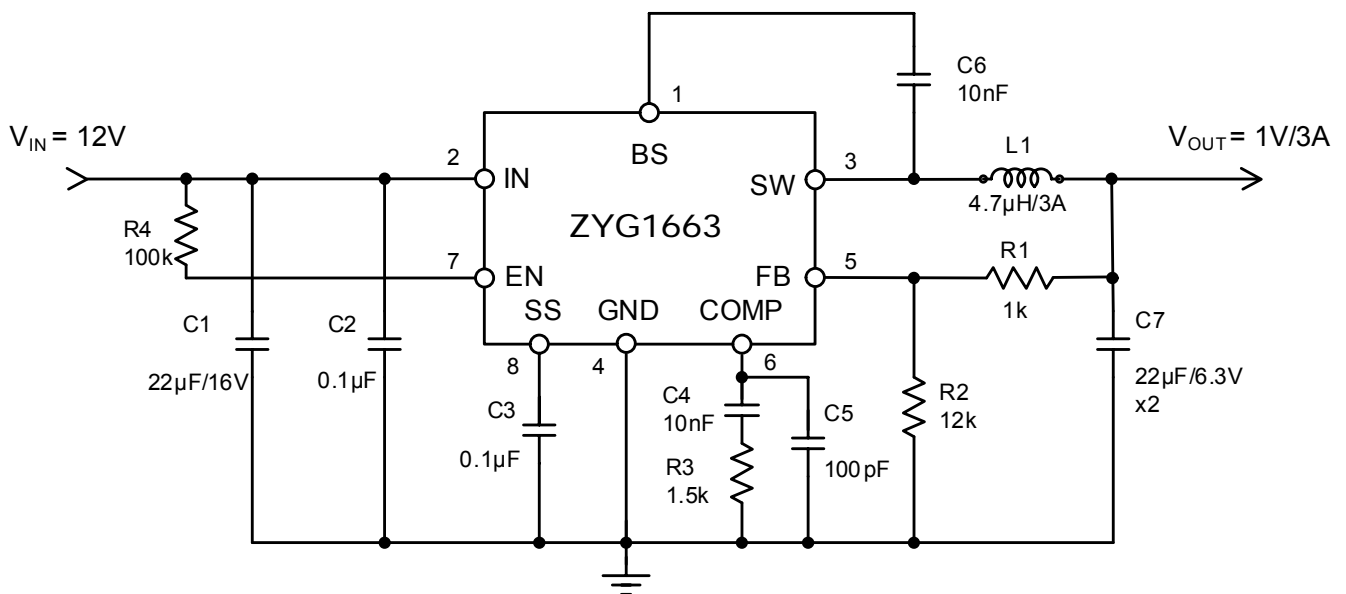 1
C6
10nF
V_IN = 12V
BS
V_OUT = 1V/3A
2
IN
3
SW
L1
4.7µH/3A
R4
100k
ZYG1663
7
EN
5
FB
R1
1k
SS
GND
COMP
C1
22µF/16V
C2
0.1µF
8
4
6
C7
22µF/6.3V
x2
C3
0.1µF
C4
10nF
C5
100pF
R3
1.5k
R2
12k